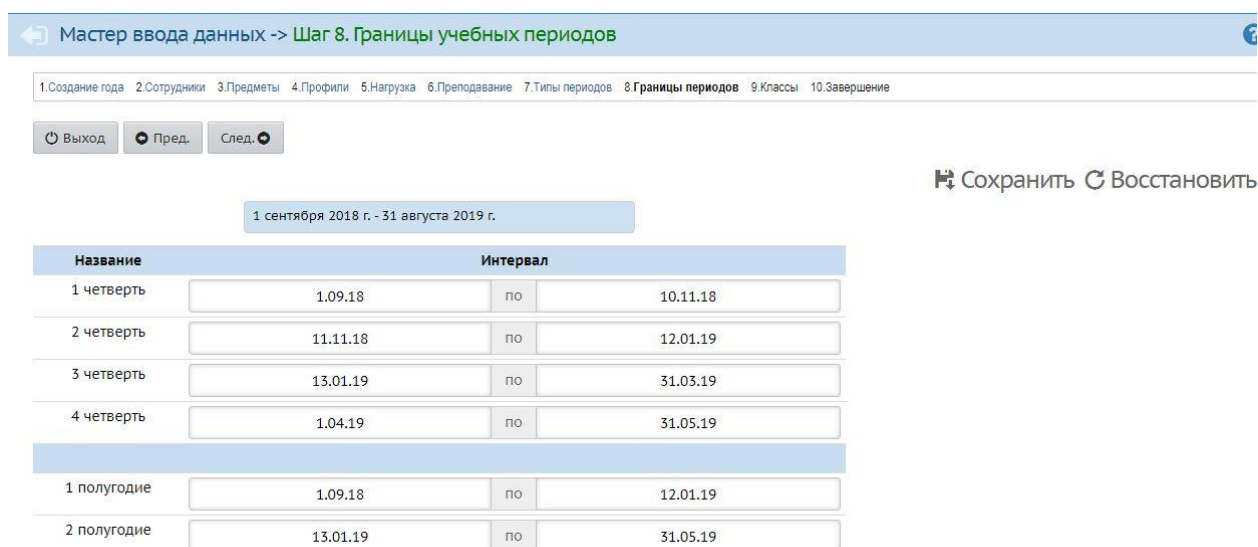 Мастер ввода данных -> Шаг 8. Границы учебных периодов ?
1.Создание года 2.Сотрудники 3.Предметы 4.Профили 5.Нагрузка 6.Преподавание 7.Типы периодов 8.Границы периодов 9.Классы 10.Завершение
Выход Пред. След.
Сохранить Восстановить
1 сентября 2018 г. - 31 августа 2019 г.
Название Интервал
1 четверть 1.09.18 по 10.11.18
2 четверть 11.11.18 по 12.01.19
3 четверть 13.01.19 по 31.03.19
4 четверть 1.04.19 по 31.05.19
1 полугодие 1.09.18 по 12.01.19
2 полугодие 13.01.19 по 31.05.19